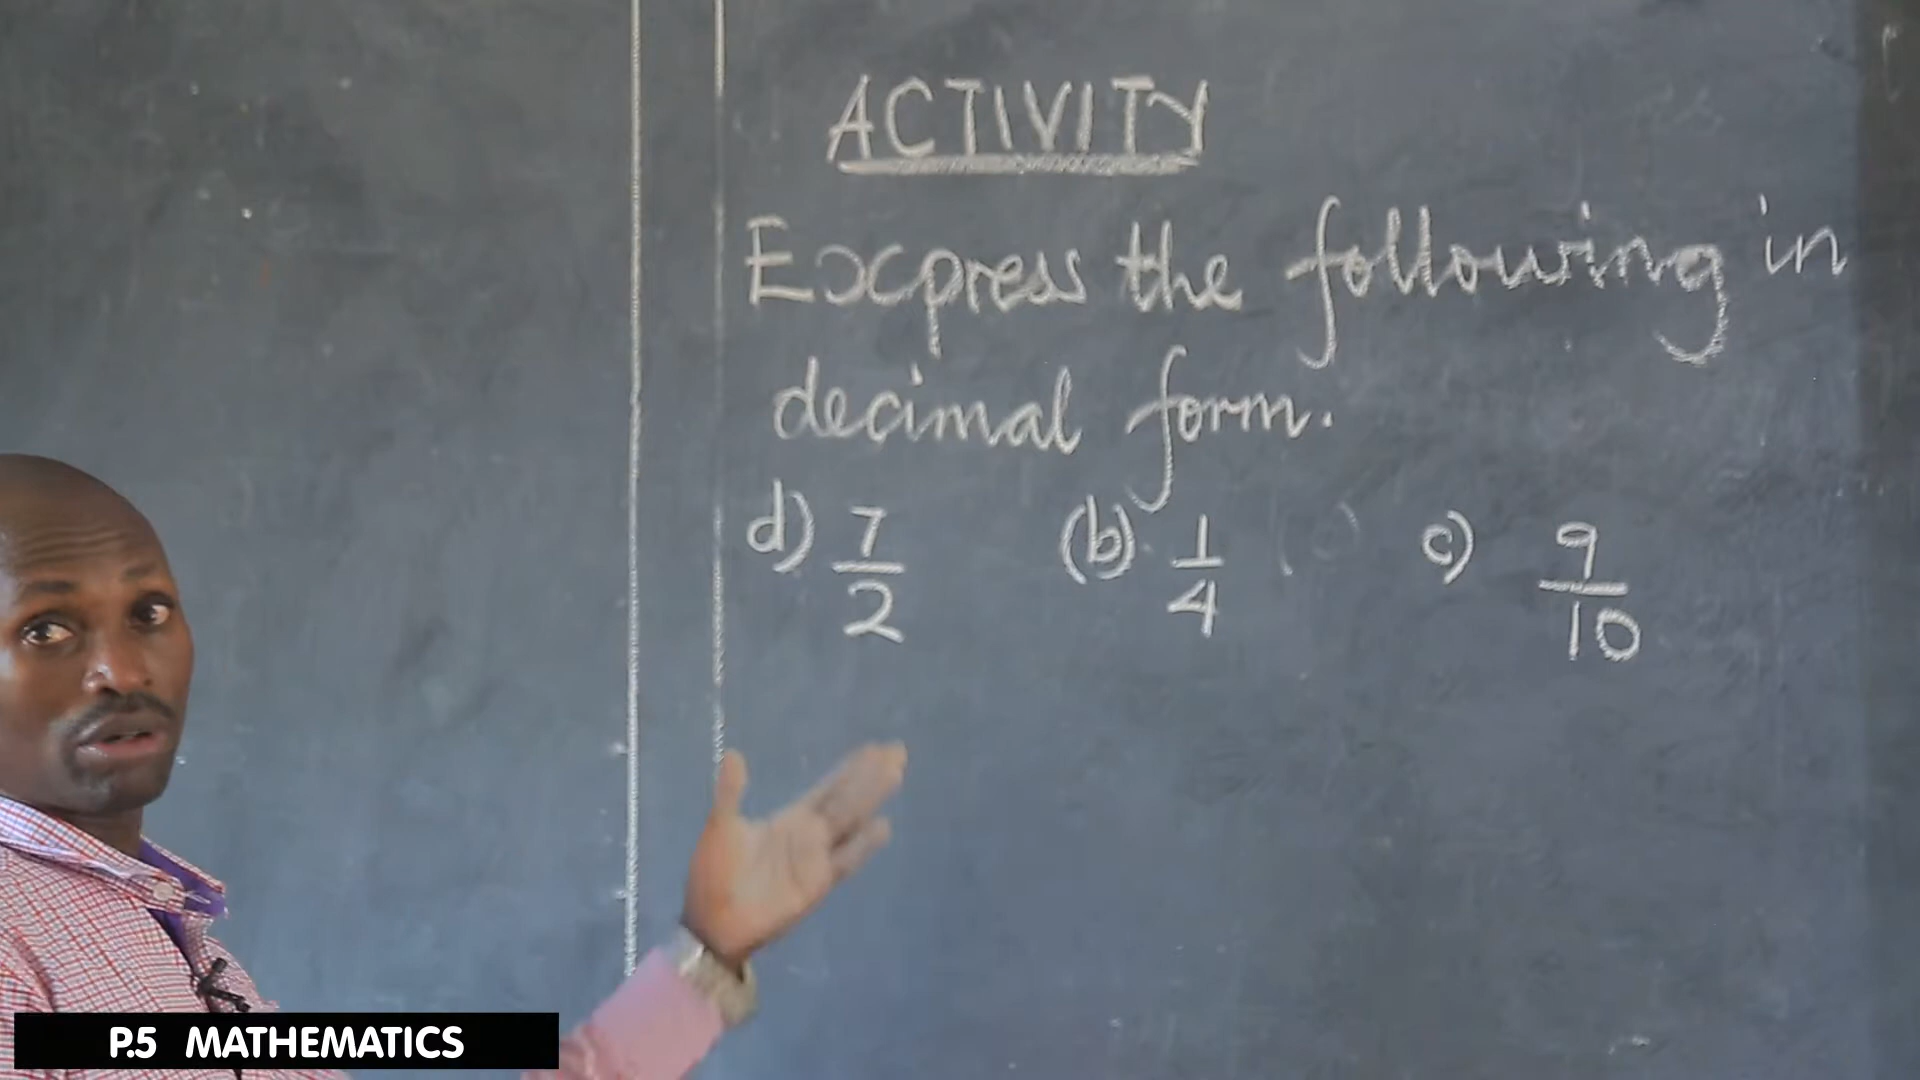 ACTIVITY
Express the following in
decimal form.
d) 7/2 (b) 1/4 c) 9/10
P.5 MATHEMATICS